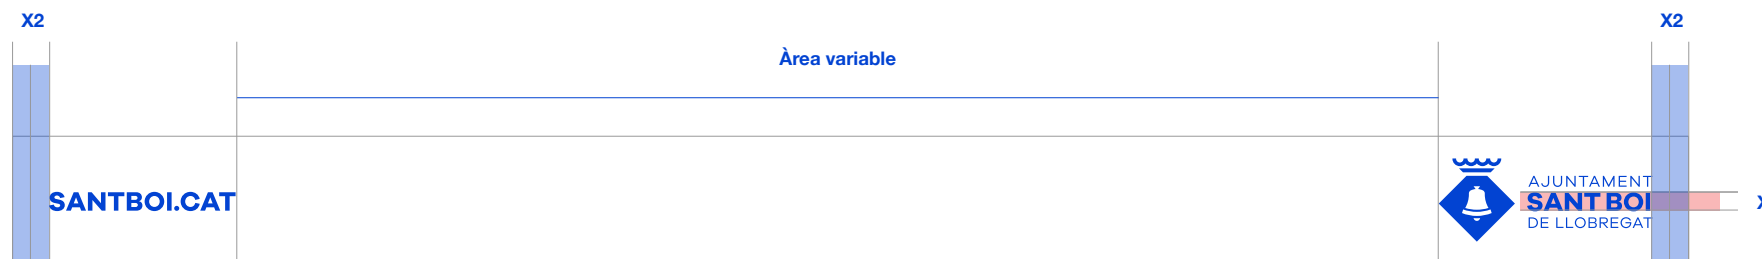 X2
X2
Àrea variable
SANTBOI.CAT
AJUNTAMENT
SANT BOI
DE LLOBREGAT
X